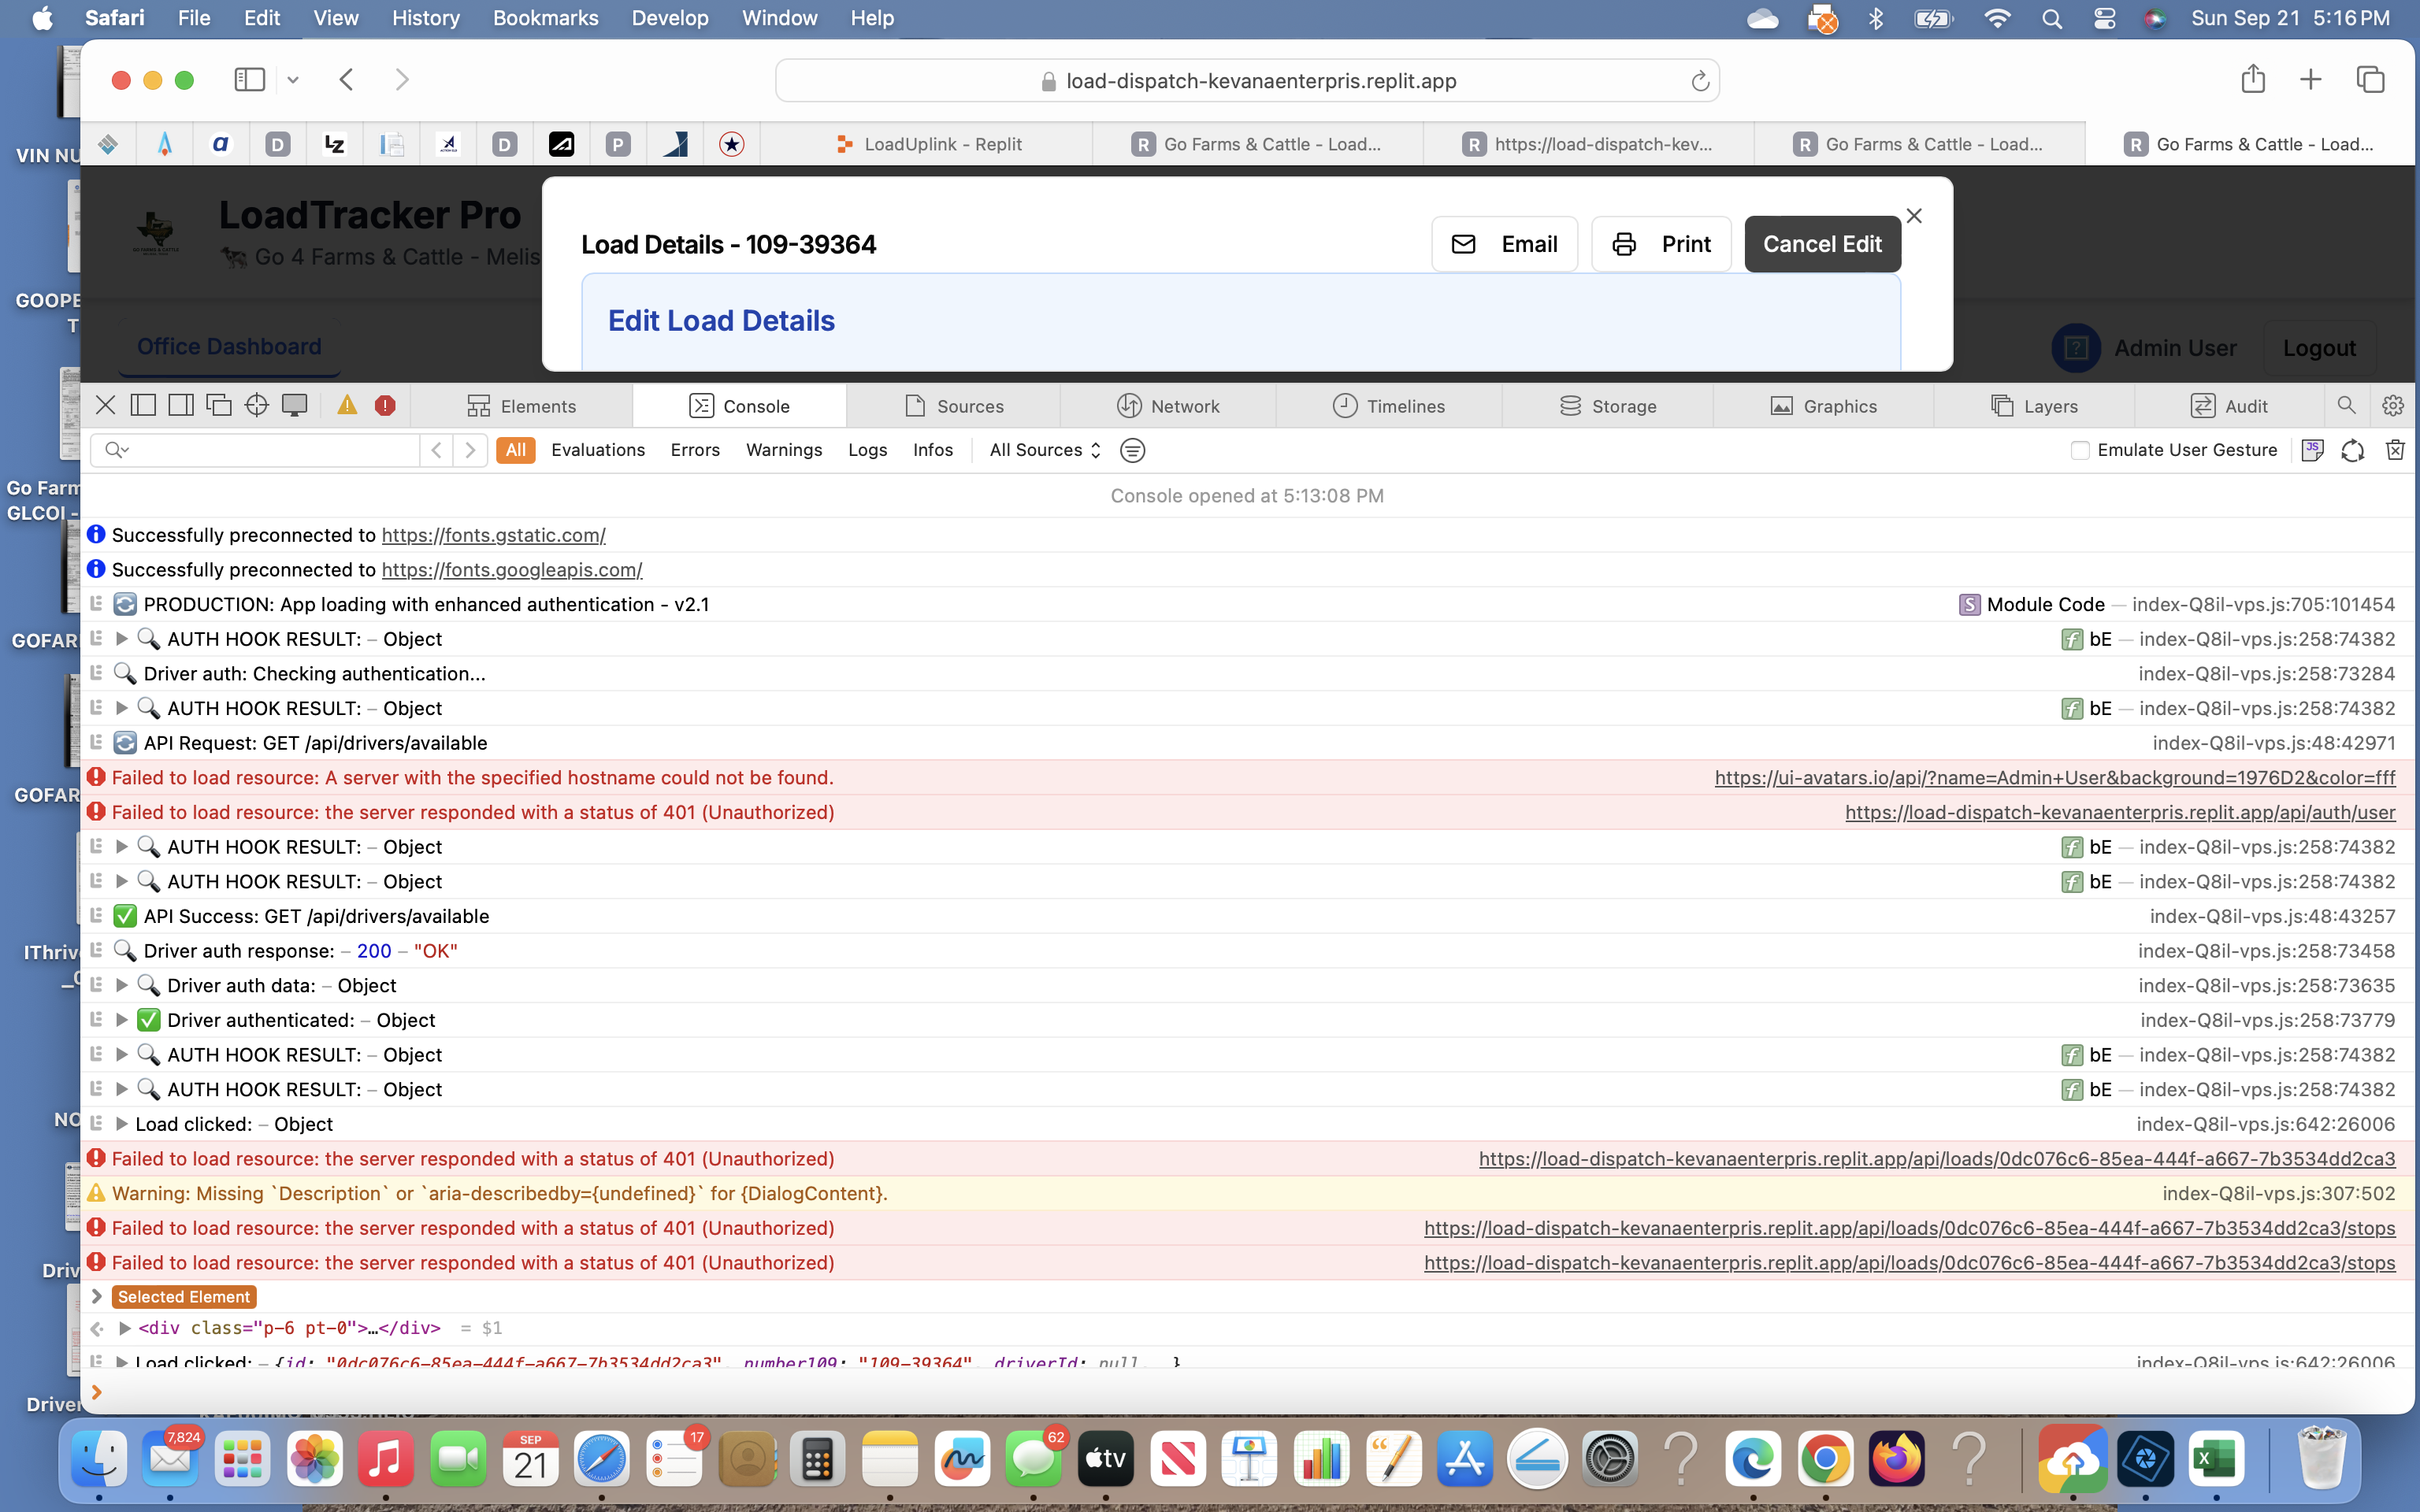 Safari File Edit View History Bookmarks Develop Window Help Sun Sep 21 5:16 PM
load-dispatch-kevanaenterpris.replit.app
a D LZ D P LoadUplink - Replit R Go Farms & Cattle - Load... R https://load-dispatch-kev... R Go Farms & Cattle - Load... R Go Farms & Cattle - Load...
VIN NU
GOOPE
T
Go Farm
GLCOI -
GOFAR
GOFAR
IThriv
NO
Driv
Driver
LoadTracker Pro
Go 4 Farms & Cattle - Melis
Office Dashboard
Admin User
Logout
Load Details - 109-39364
Email
Print
Cancel Edit
Edit Load Details
Elements Console Sources Network Timelines Storage Graphics Layers Audit
All Evaluations Errors Warnings Logs Infos All Sources Emulate User Gesture
Console opened at 5:13:08 PM
Successfully preconnected to https://fonts.gstatic.com/
Successfully preconnected to https://fonts.googleapis.com/
PRODUCTION: App loading with enhanced authentication - v2.1 S Module Code — index-Q8il-vps.js:705:101454
AUTH HOOK RESULT: – Object f bE — index-Q8il-vps.js:258:74382
Driver auth: Checking authentication... index-Q8il-vps.js:258:73284
AUTH HOOK RESULT: – Object f bE — index-Q8il-vps.js:258:74382
API Request: GET /api/drivers/available index-Q8il-vps.js:48:42971
Failed to load resource: A server with the specified hostname could not be found. https://ui-avatars.io/api/?name=Admin+User&background=1976D2&color=fff
Failed to load resource: the server responded with a status of 401 (Unauthorized) https://load-dispatch-kevanaenterpris.replit.app/api/auth/user
AUTH HOOK RESULT: – Object f bE — index-Q8il-vps.js:258:74382
AUTH HOOK RESULT: – Object f bE — index-Q8il-vps.js:258:74382
API Success: GET /api/drivers/available index-Q8il-vps.js:48:43257
Driver auth response: – 200 – "OK" index-Q8il-vps.js:258:73458
Driver auth data: – Object index-Q8il-vps.js:258:73635
Driver authenticated: – Object index-Q8il-vps.js:258:73779
AUTH HOOK RESULT: – Object f bE — index-Q8il-vps.js:258:74382
AUTH HOOK RESULT: – Object f bE — index-Q8il-vps.js:258:74382
Load clicked: – Object index-Q8il-vps.js:642:26006
Failed to load resource: the server responded with a status of 401 (Unauthorized) https://load-dispatch-kevanaenterpris.replit.app/api/loads/0dc076c6-85ea-444f-a667-7b3534dd2ca3
Warning: Missing `Description` or `aria-describedby={undefined}` for {DialogContent}. index-Q8il-vps.js:307:502
Failed to load resource: the server responded with a status of 401 (Unauthorized) https://load-dispatch-kevanaenterpris.replit.app/api/loads/0dc076c6-85ea-444f-a667-7b3534dd2ca3/stops
Failed to load resource: the server responded with a status of 401 (Unauthorized) https://load-dispatch-kevanaenterpris.replit.app/api/loads/0dc076c6-85ea-444f-a667-7b3534dd2ca3/stops
Selected Element
<div class="p-6 pt-0">…</div> = $1
Load clicked: – {id: "0dc076c6-85ea-444f-a667-7b3534dd2ca3", number109: "109-39364", driverId: null, …} index-Q8il-vps.js:642:26006
7,824 SEP 21 17 62 tv